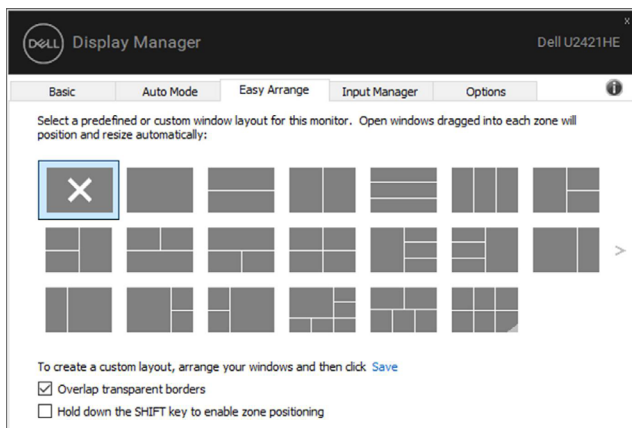 x
DELL Display Manager Dell U2421HE
Basic Auto Mode Easy Arrange Input Manager Options
Select a predefined or custom window layout for this monitor. Open windows dragged into each zone will
position and resize automatically:
To create a custom layout, arrange your windows and then click Save
Overlap transparent borders
Hold down the SHIFT key to enable zone positioning